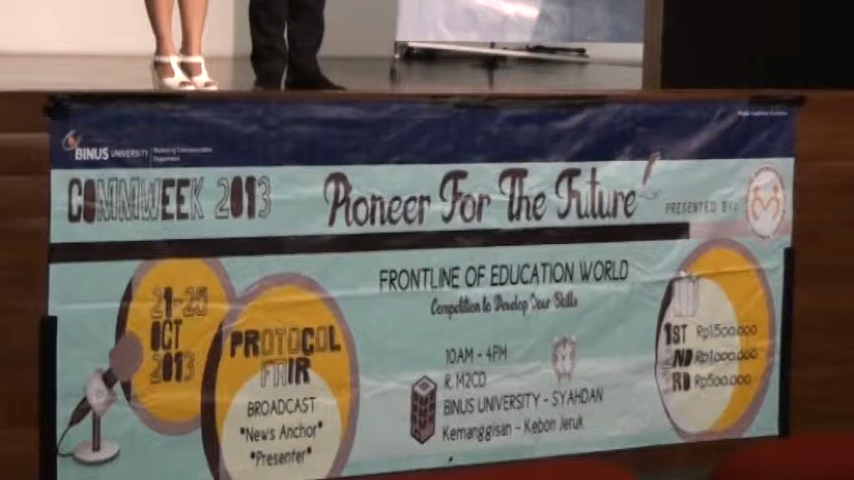 BINUS UNIVERSITY
COMMWEEK 2013
Pioneer For The Future
PRESENTED BY:
FRONTLINE OF EDUCATION WORLD
Competition to Develop Your Skills
21-25
OCT
2013
PROTOCOL
FAIR
BROADCAST
*News Anchor*
*Presenter*
10AM - 4PM
R. M2CD
BINUS UNIVERSITY - SYAHDAN
Kemanggisan - Kebon Jeruk
1ST Rp1.500.000
ND Rp1.000.000
RD Rp500.000